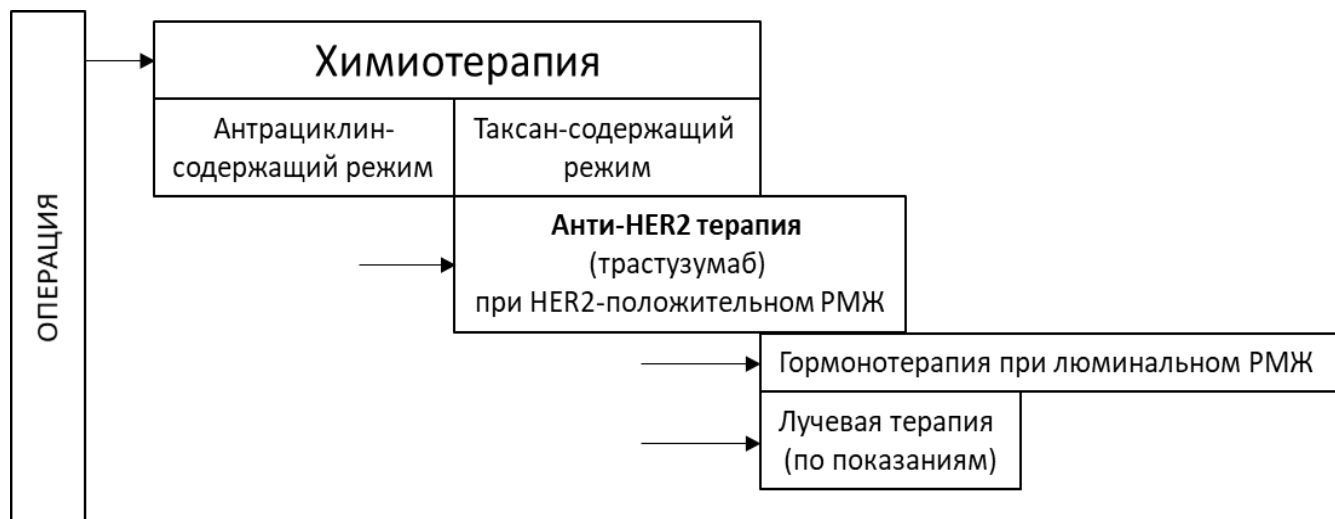 ОПЕРАЦИЯ
Химиотерапия
Антрациклин-
содержащий режим
Таксан-содержащий
режим
Анти-HER2 терапия
(трастузумаб)
при HER2-положительном РМЖ
Гормонотерапия при люминальном РМЖ
Лучевая терапия
(по показаниям)